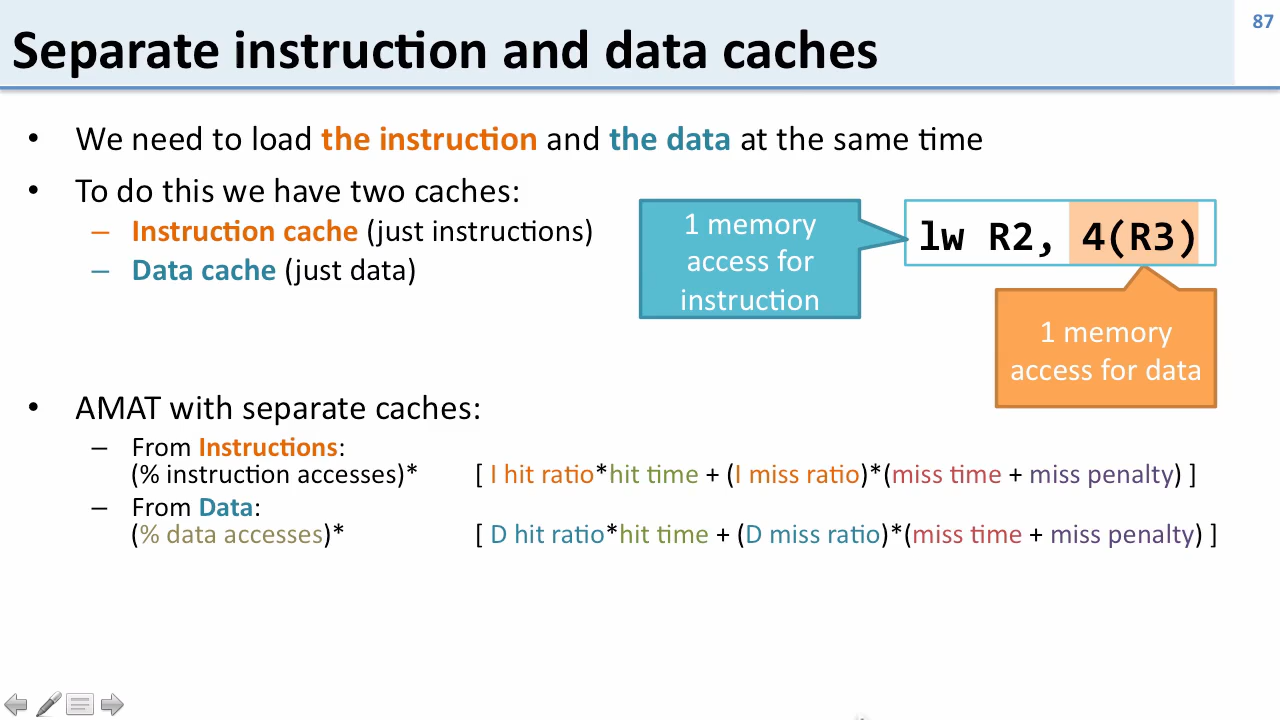 87
Separate instruction and data caches
• We need to load the instruction and the data at the same time
• To do this we have two caches:
– Instruction cache (just instructions)
– Data cache (just data)
1 memory
access for
instruction
lw R2, 4(R3)
1 memory
access for data
• AMAT with separate caches:
– From Instructions:
(% instruction accesses)* [ I hit ratio*hit time + (I miss ratio)*(miss time + miss penalty) ]
– From Data:
(% data accesses)* [ D hit ratio*hit time + (D miss ratio)*(miss time + miss penalty) ]